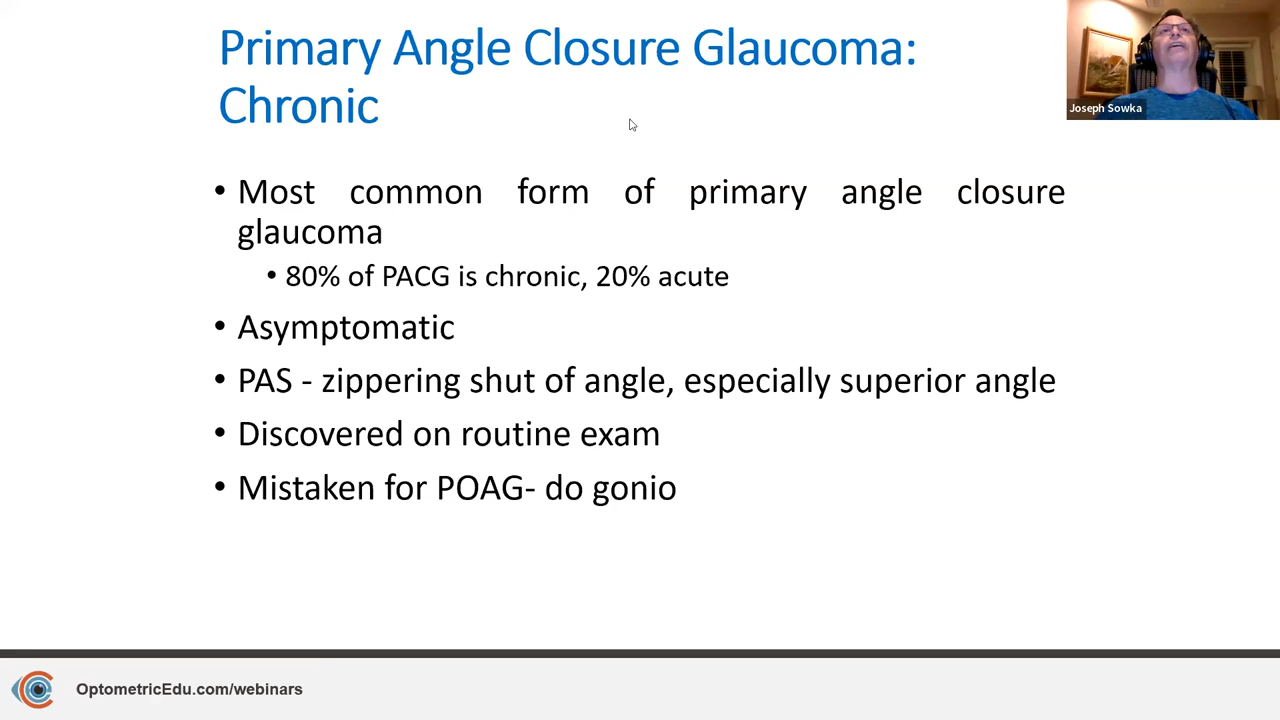 Primary Angle Closure Glaucoma:
Chronic
Joseph Sowka
• Most common form of primary angle closure
glaucoma
• 80% of PACG is chronic, 20% acute
• Asymptomatic
• PAS - zippering shut of angle, especially superior angle
• Discovered on routine exam
• Mistaken for POAG- do gonio
OptometricEdu.com/webinars